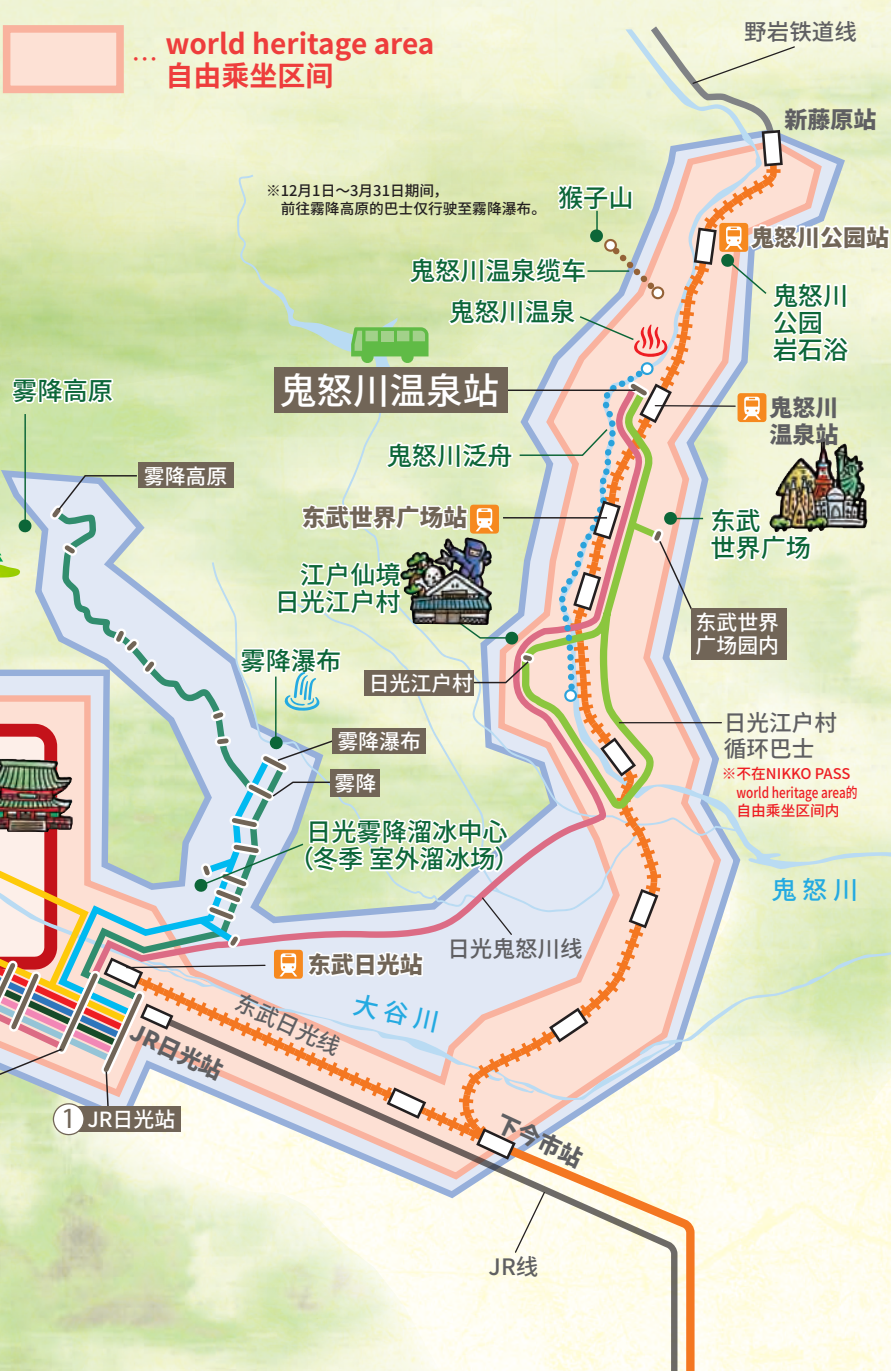 ... world heritage area
自由乘坐区间
野岩铁道线
新藤原站
※12月1日～3月31日期间，
前往霧降高原的巴士仅行驶至霧降瀑布。
猴子山
鬼怒川公园站
鬼怒川温泉缆车
鬼怒川温泉
鬼怒川
公园
岩石浴
鬼怒川温泉站
雾降高原
鬼怒川
温泉站
鬼怒川泛舟
雾降高原
东武世界广场站
东武
世界广场
江户仙境
日光江户村
东武世界
广场园内
雾降瀑布
日光江户村
日光江户村
循环巴士
※不在NIKKO PASS
world heritage area的
自由乘坐区间内
雾降瀑布
雾降
日光雾降溜冰中心
（冬季 室外溜冰场）
鬼怒川
日光鬼怒川线
东武日光站
大谷川
东武日光线
JR日光站
1 JR日光站
下今市站
JR线